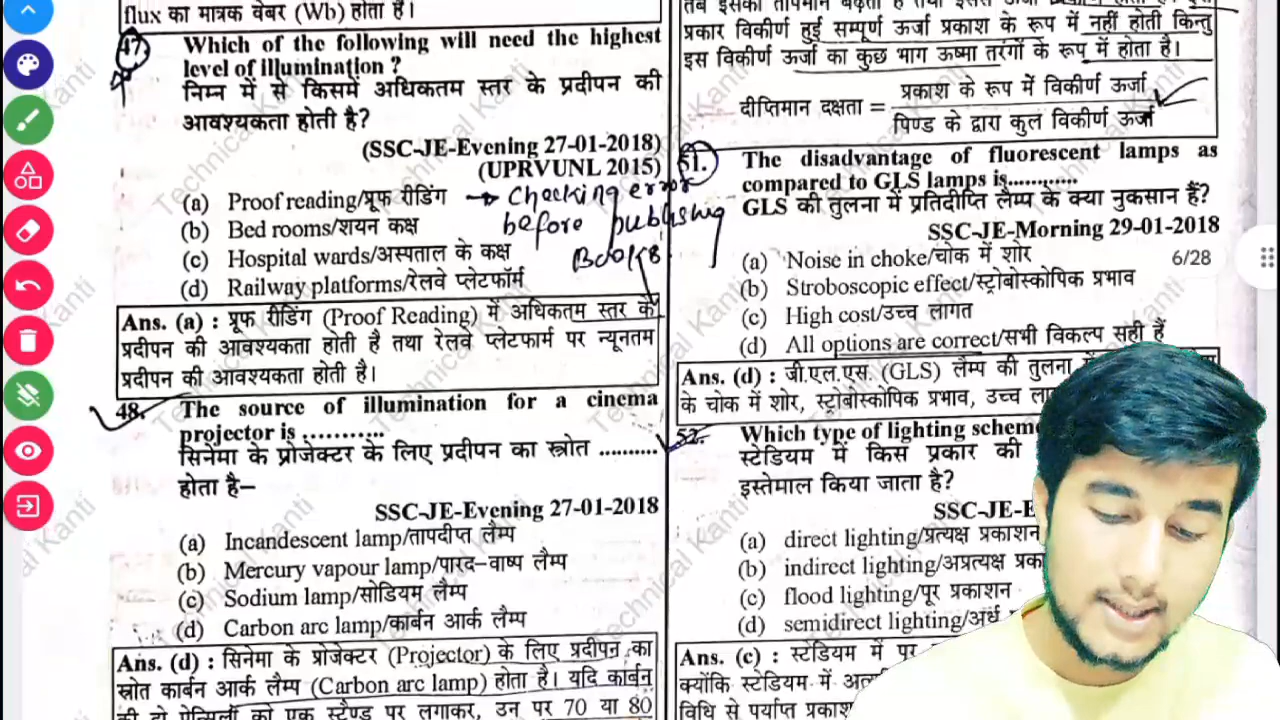 flux का मात्रक वेबर (Wb) होता है।
47. Which of the following will need the highest
level of illumination ?
निम्न में से किसमें अधिकतम स्तर के प्रदीपन की
आवश्यकता होती है?
(SSC-JE-Evening 27-01-2018)
(UPRVUNL 2015)
(a) Proof reading/प्रूफ रीडिंग → Checking error
before publishing
Books
(b) Bed rooms/शयन कक्ष
(c) Hospital wards/अस्पताल के कक्ष
(d) Railway platforms/रेलवे प्लेटफॉर्म
Ans. (a) : प्रूफ रीडिंग (Proof Reading) में अधिकतम स्तर के
प्रदीपन की आवश्यकता होती है तथा रेलवे प्लेटफार्म पर न्यूनतम
प्रदीपन की आवश्यकता होती है।
48. The source of illumination for a cinema
projector is ...........
सिनेमा के प्रोजेक्टर के लिए प्रदीपन का स्त्रोत ..........
होता है–
SSC-JE-Evening 27-01-2018
(a) Incandescent lamp/तापदीप्त लैम्प
(b) Mercury vapour lamp/पारद-वाष्प लैम्प
(c) Sodium lamp/सोडियम लैम्प
(d) Carbon arc lamp/कार्बन आर्क लैम्प
Ans. (d) : सिनेमा के प्रोजेक्टर (Projector) के लिए प्रदीपन का
स्त्रोत कार्बन आर्क लैम्प (Carbon arc lamp) होता है। यदि कार्बन
की दो पेन्सिलों को एक स्टैण्ड पर लगाकर, उन पर 70 या 80
प्रकार विकीर्ण हुई सम्पूर्ण ऊर्जा प्रकाश के रूप में नहीं होती किन्तु
इस विकीर्ण ऊर्जा का कुछ भाग ऊष्मा तरंगों के रूप में होता है।
दीप्तिमान दक्षता = प्रकाश के रूप में विकीर्ण ऊर्जा
पिण्ड के द्वारा कुल विकीर्ण ऊर्जा
51. The disadvantage of fluorescent lamps as
compared to GLS lamps is............
GLS की तुलना में प्रतिदीप्ति लैम्प के क्या नुकसान हैं?
SSC-JE-Morning 29-01-2018
(a) Noise in choke/चोक में शोर
6/28
(b) Stroboscopic effect/स्ट्रोबोस्कोपिक प्रभाव
(c) High cost/उच्च लागत
(d) All options are correct/सभी विकल्प सही हैं
Ans. (d) : जी.एल.एस. (GLS) लैम्प की तुलना
के चोक में शोर, स्ट्रोबोस्कोपिक प्रभाव, उच्च
52. Which type of lighting
स्टेडियम में किस प्रकार की
इस्तेमाल किया जाता है?
(a) direct lighting/प्रत्यक्ष प्रकाशन
(b) indirect lighting/अप्रत्यक्ष
(c) flood lighting/पूर प्रकाशन
(d) semidirect lighting/अर्ध
Ans. (c) : स्टेडियम में
क्योंकि स्टेडियम में
विधि से पर्याप्त
Technical Kanti